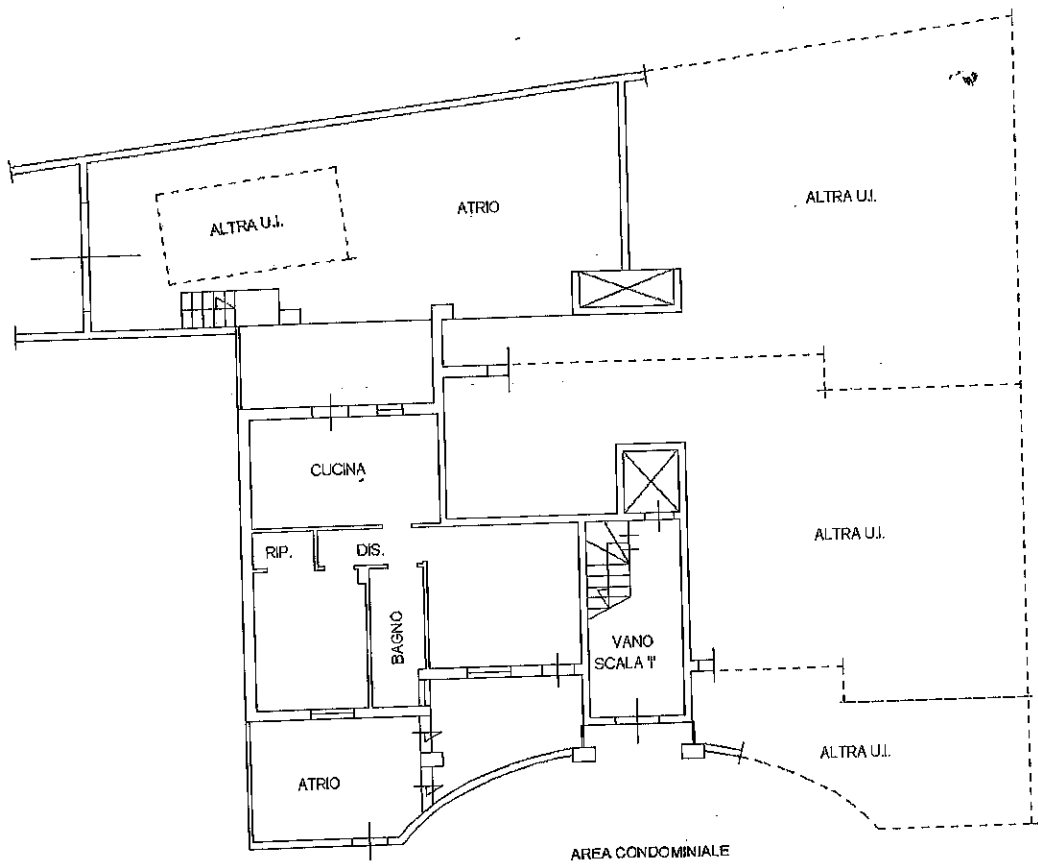 ALTRA U.I.
ATRIO
ALTRA U.I.
CUCINA
RIP.
DIS.
ALTRA U.I.
BAGNO
VANO
SCALA "I"
ALTRA U.I.
ATRIO
AREA CONDOMINIALE